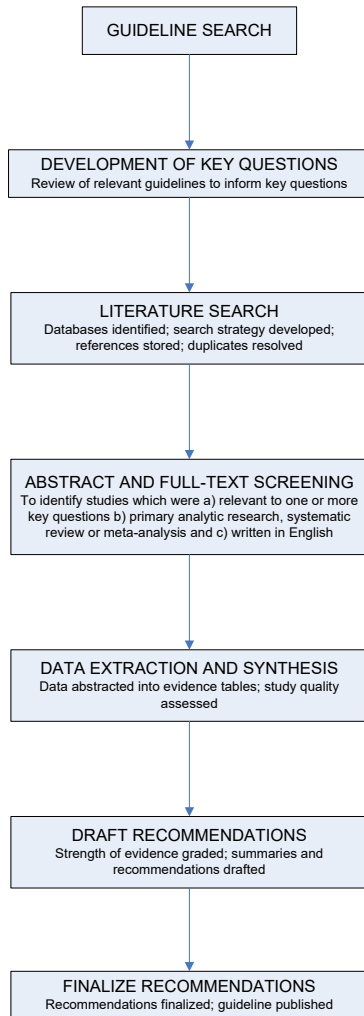 GUIDELINE SEARCH
DEVELOPMENT OF KEY QUESTIONS
Review of relevant guidelines to inform key questions
LITERATURE SEARCH
Databases identified; search strategy developed;
references stored; duplicates resolved
ABSTRACT AND FULL-TEXT SCREENING
To identify studies which were a) relevant to one or more
key questions b) primary analytic research, systematic
review or meta-analysis and c) written in English
DATA EXTRACTION AND SYNTHESIS
Data abstracted into evidence tables; study quality
assessed
DRAFT RECOMMENDATIONS
Strength of evidence graded; summaries and
recommendations drafted
FINALIZE RECOMMENDATIONS
Recommendations finalized; guideline published